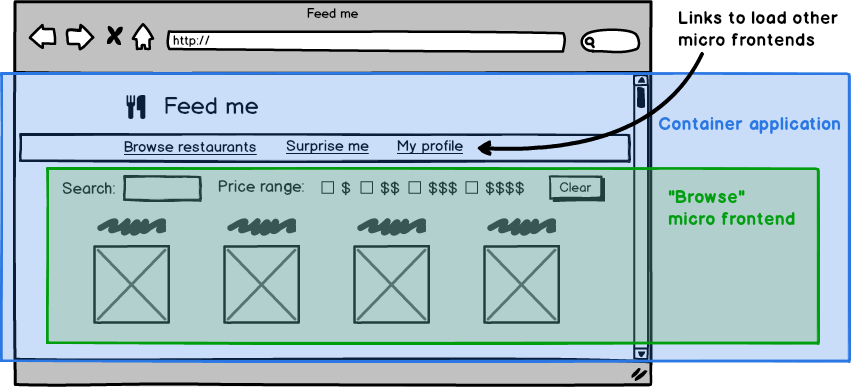 Feed me
http://
Links to load other
micro frontends
Feed me
Container application
Browse restaurants
Surprise me
My profile
Search:
Price range:
$
$$
$$$
$$$$
Clear
"Browse"
micro frontend